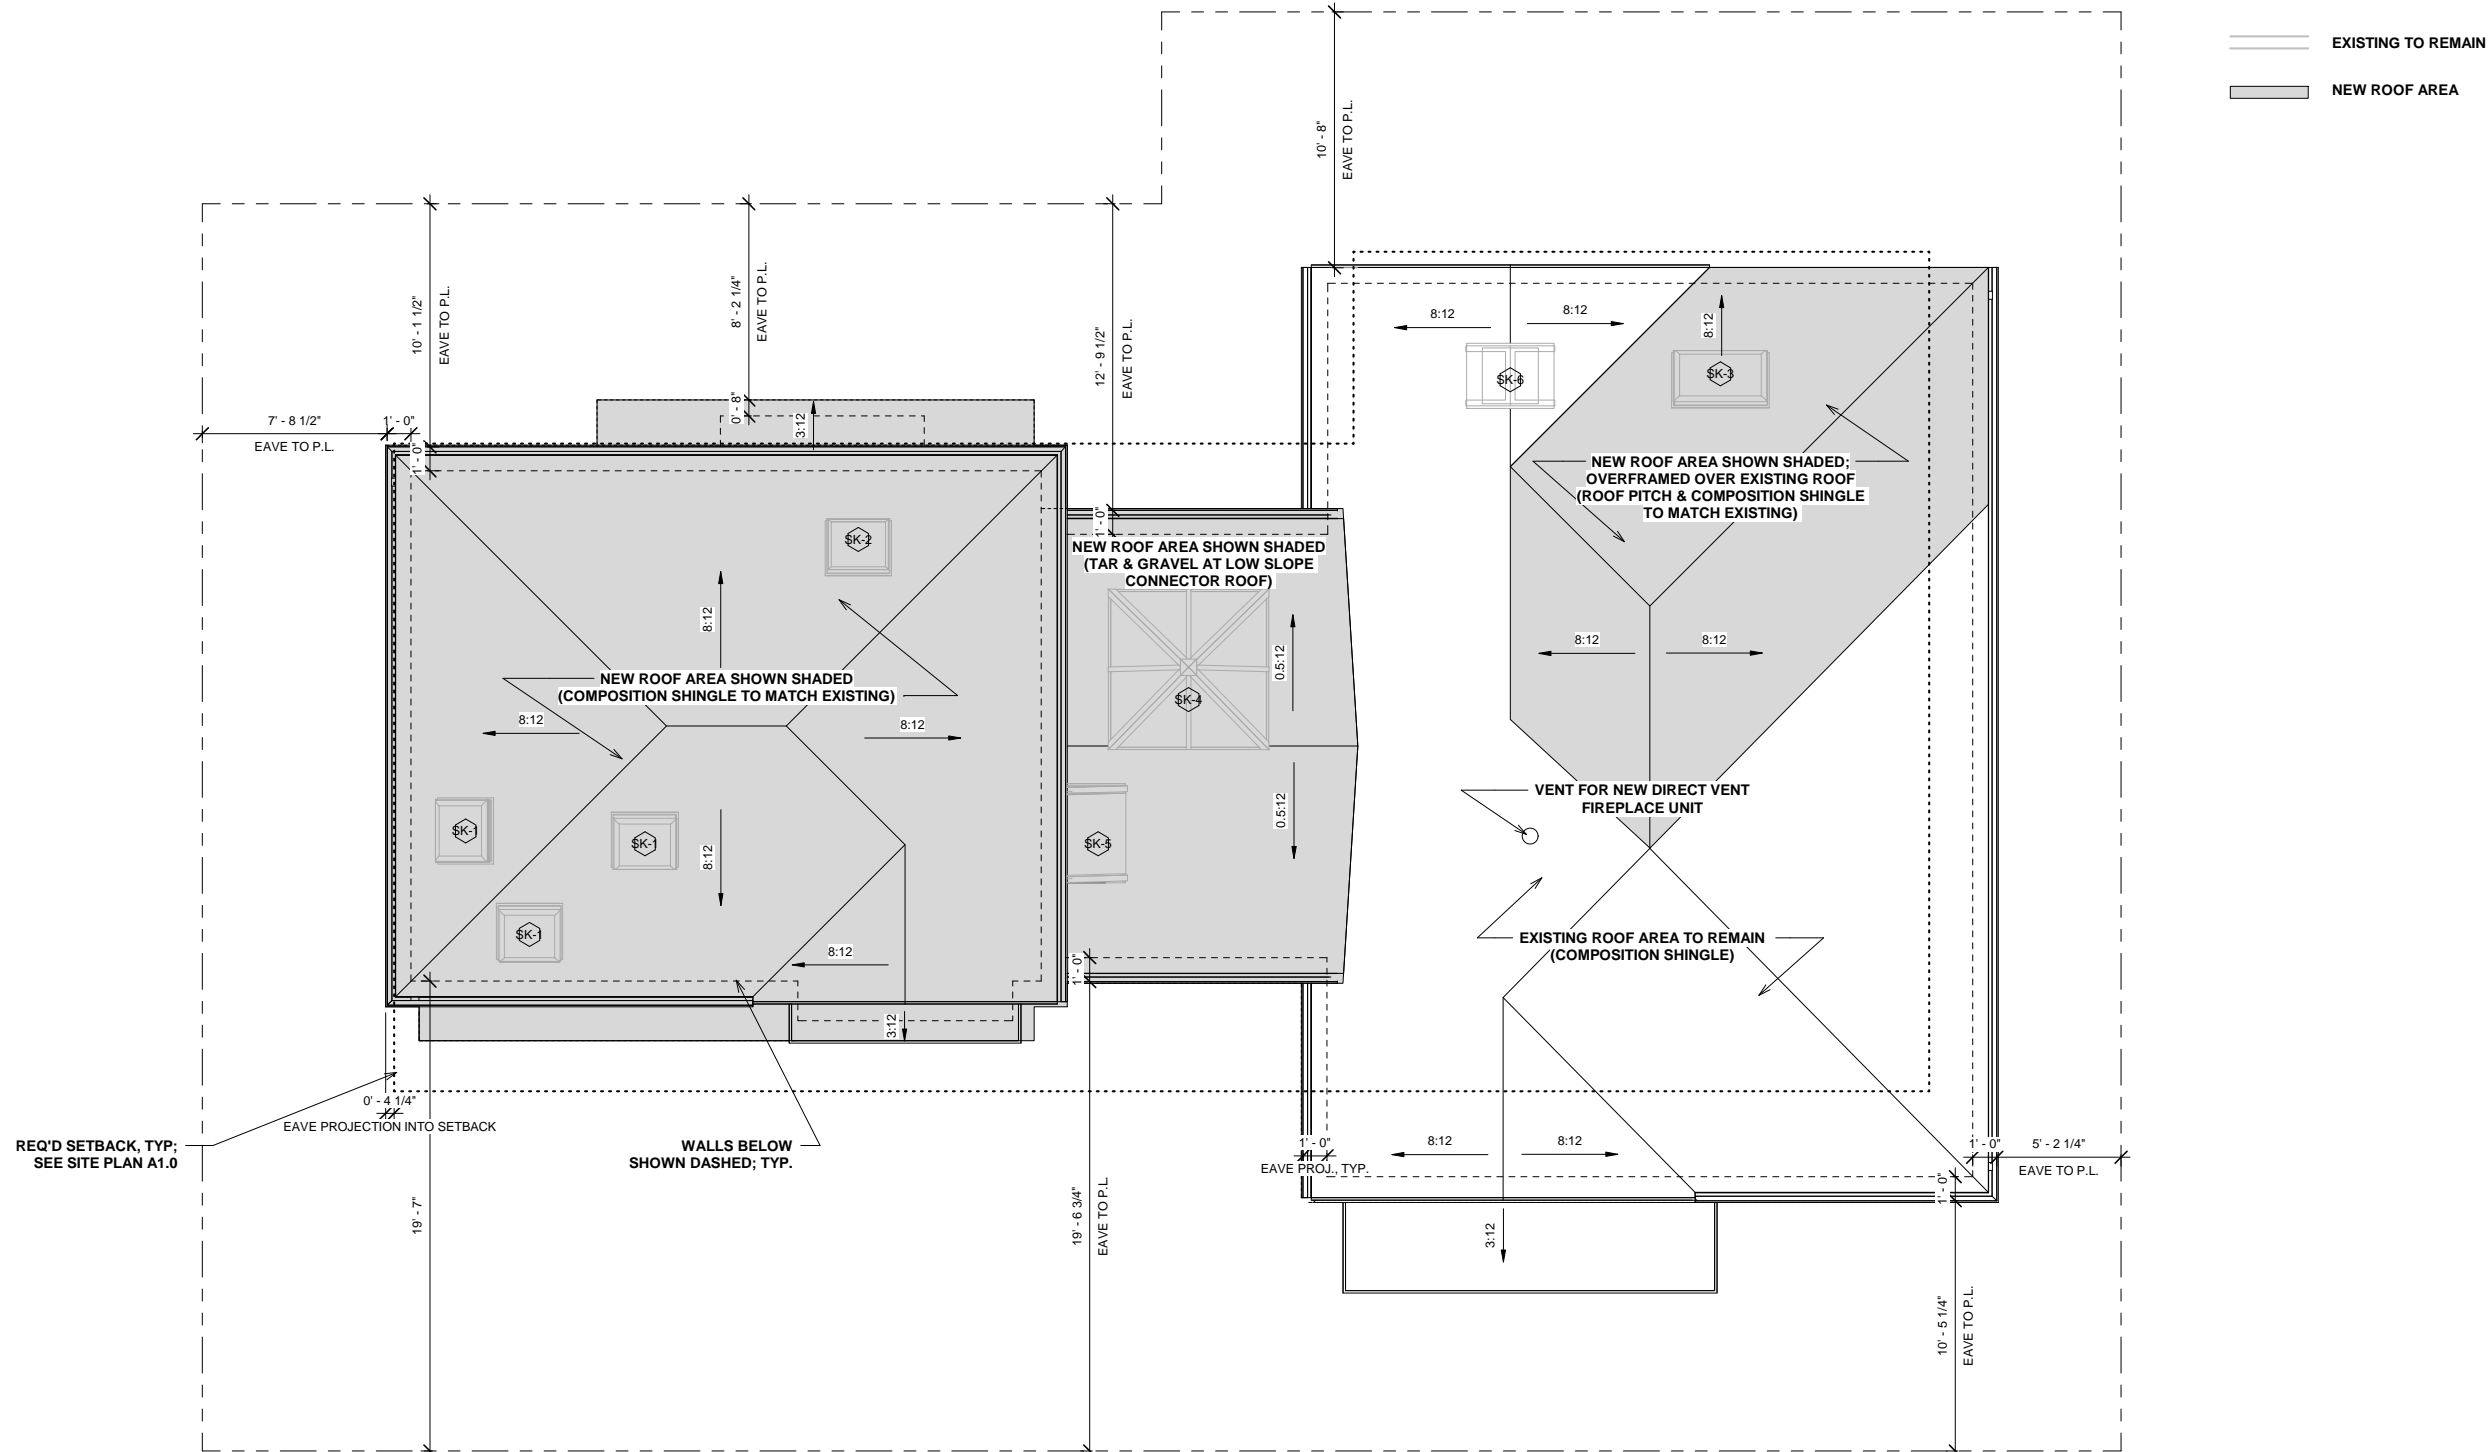 EXISTING TO REMAIN
NEW ROOF AREA
10' - 8"
EAVE TO P.L.
10' - 1 1/2"
EAVE TO P.L.
8' - 2 1/4"
EAVE TO P.L.
12' - 9 1/2"
EAVE TO P.L.
7' - 8 1/2"
EAVE TO P.L.
1' - 0"
1' - 0"
0' - 8"
3:12
8:12
8:12
8:12
SK-6
SK-3
NEW ROOF AREA SHOWN SHADED;
OVERFRAMED OVER EXISTING ROOF
(ROOF PITCH & COMPOSITION SHINGLE
TO MATCH EXISTING)
SK-2
1' - 0"
NEW ROOF AREA SHOWN SHADED
(TAR & GRAVEL AT LOW SLOPE
CONNECTOR ROOF)
8:12
NEW ROOF AREA SHOWN SHADED
(COMPOSITION SHINGLE TO MATCH EXISTING)
8:12
8:12
SK-4
0.5:12
8:12
8:12
SK-1
SK-1
SK-1
8:12
8:12
SK-5
0.5:12
VENT FOR NEW DIRECT VENT
FIREPLACE UNIT
EXISTING ROOF AREA TO REMAIN
(COMPOSITION SHINGLE)
1' - 0"
3:12
0' - 4 1/4"
EAVE PROJECTION INTO SETBACK
REQ'D SETBACK, TYP;
SEE SITE PLAN A1.0
WALLS BELOW
SHOWN DASHED; TYP.
1' - 0"
EAVE PROJ., TYP.
8:12
8:12
1' - 0"
5' - 2 1/4"
EAVE TO P.L.
1' - 0"
19' - 7"
19' - 6 3/4"
EAVE TO P.L.
3:12
10' - 5 1/4"
EAVE TO P.L.